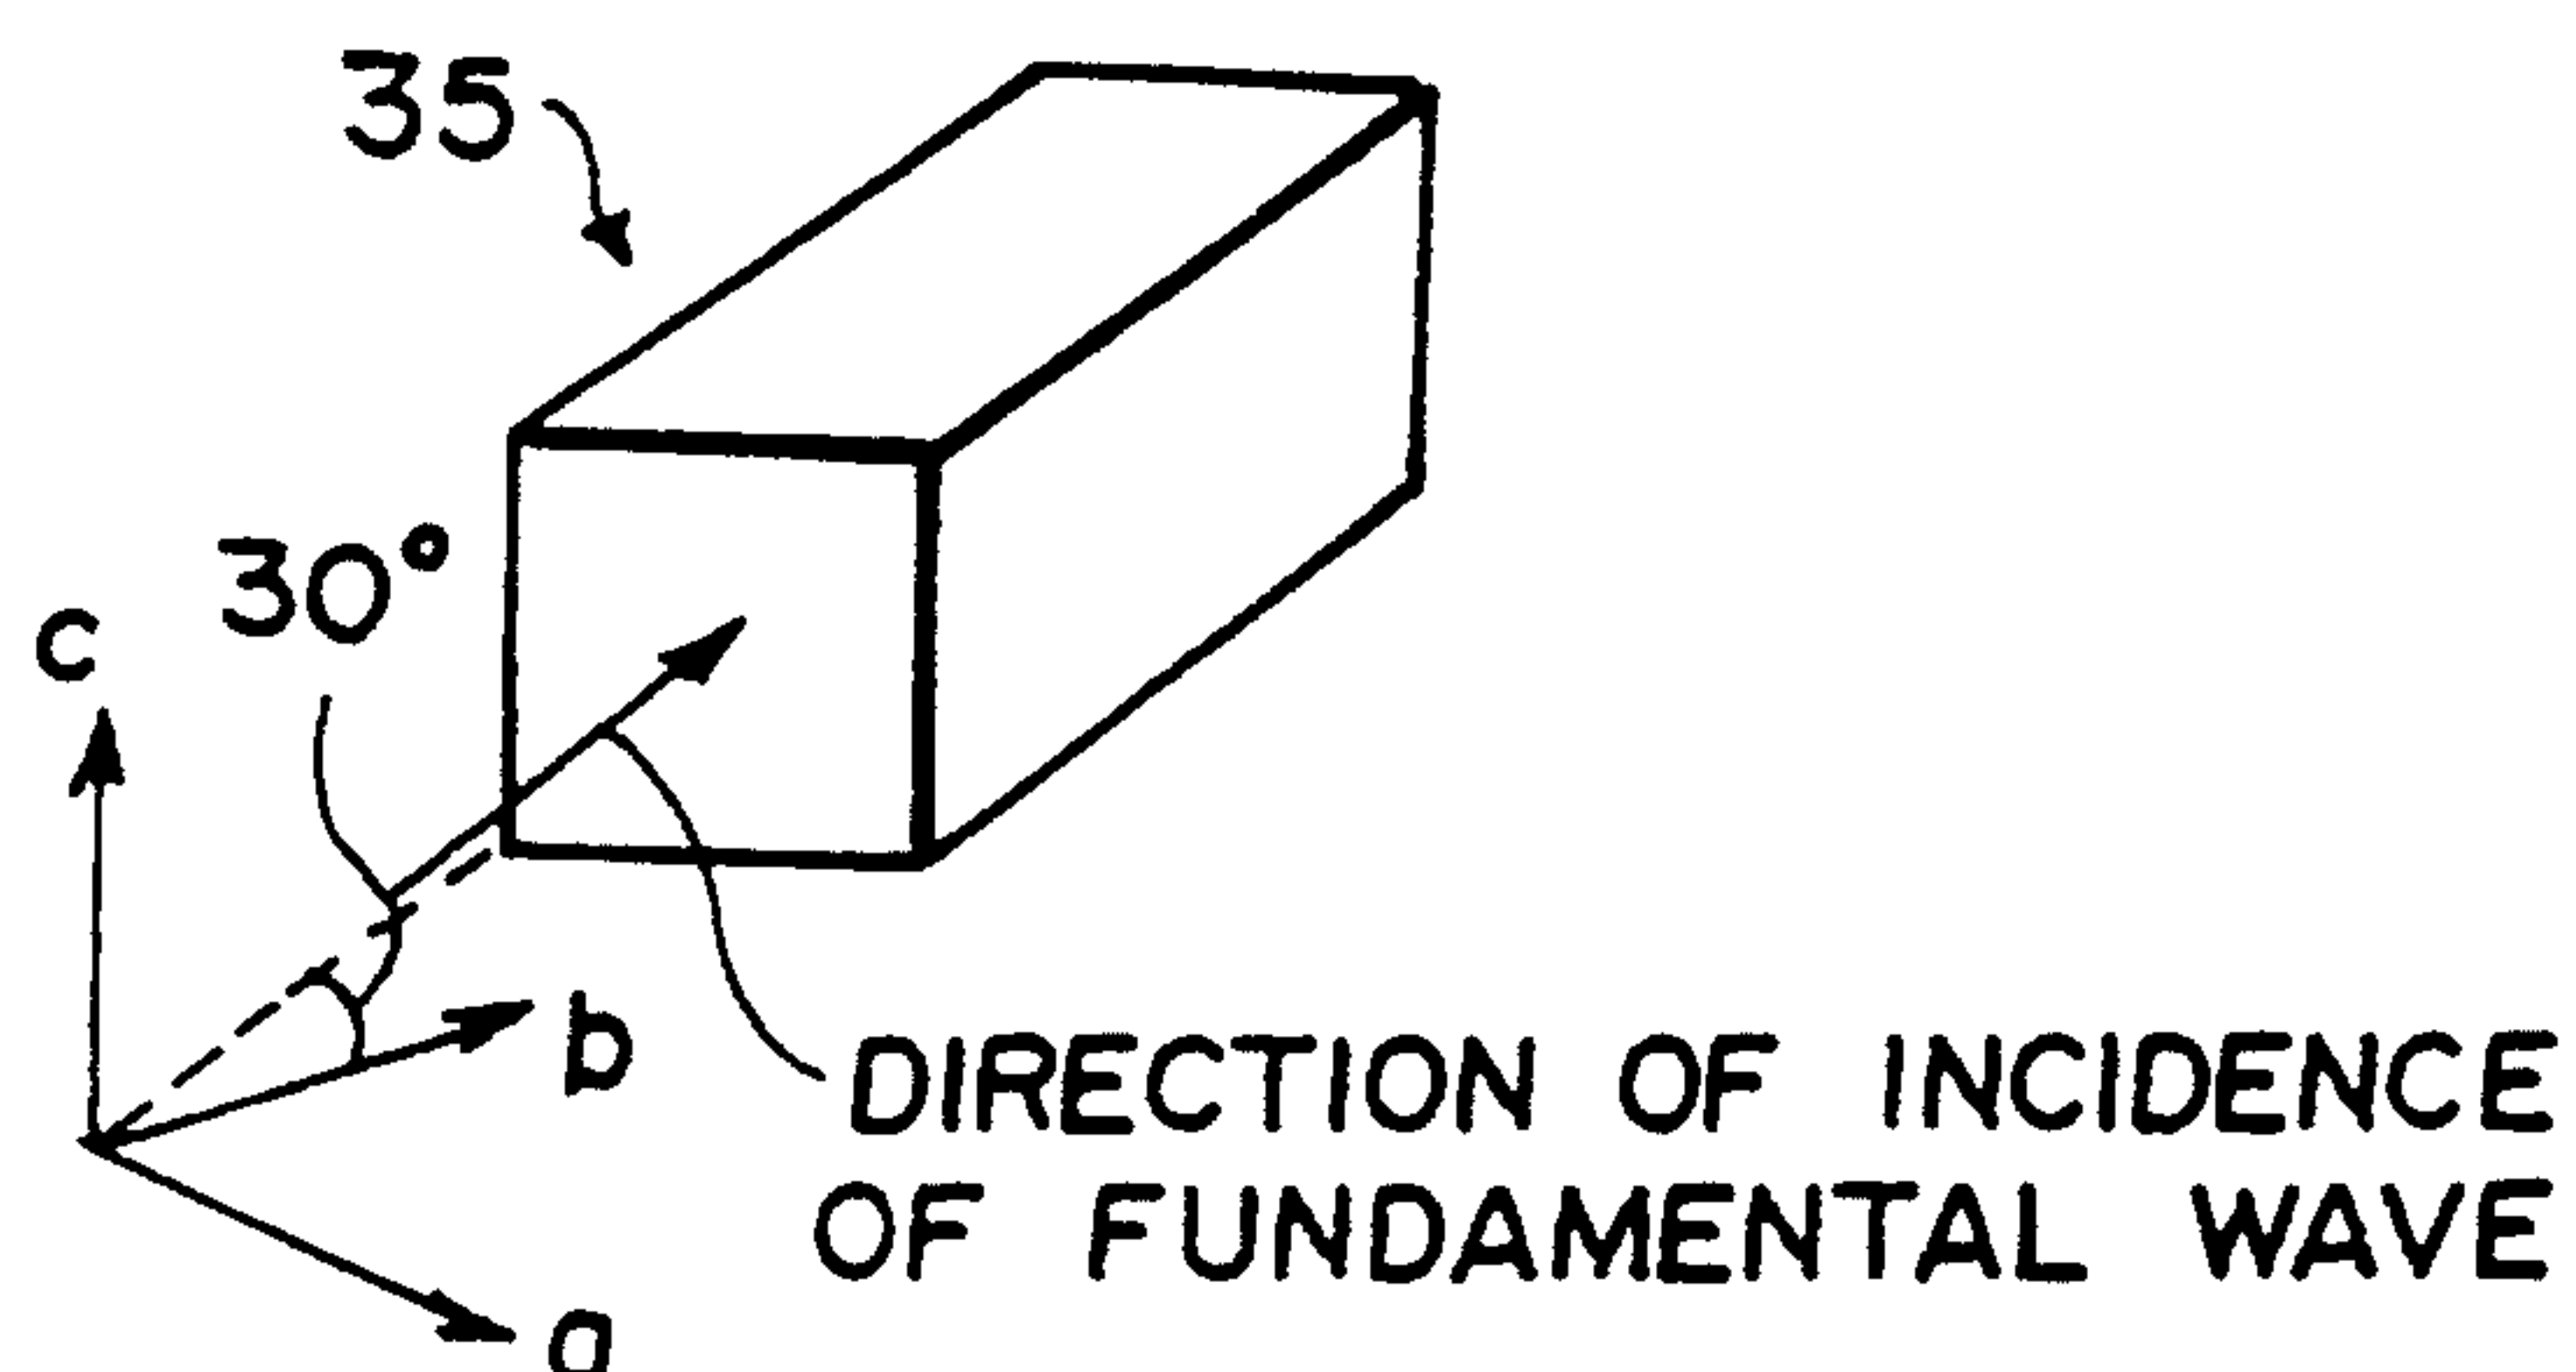 35
30°
c
b
DIRECTION OF INCIDENCE
OF FUNDAMENTAL WAVE
a